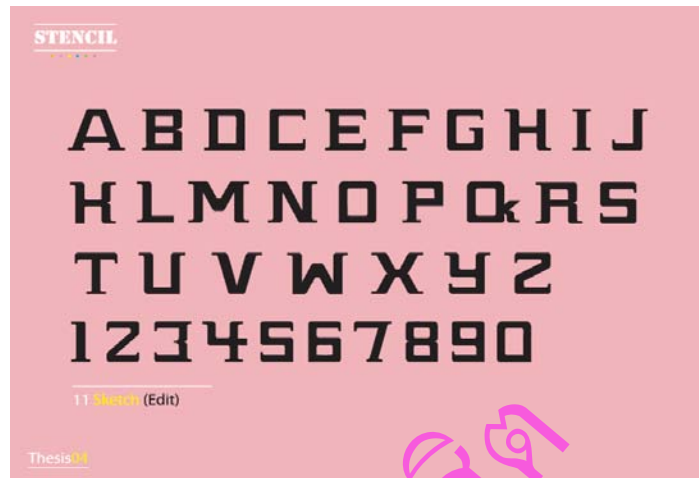 STENCIL
A B C D E F G H I J
K L M N O P Q R S
T U V W X Y Z
1 2 3 4 5 6 7 8 9 0
11 Sketch (Edit)
Thesis04